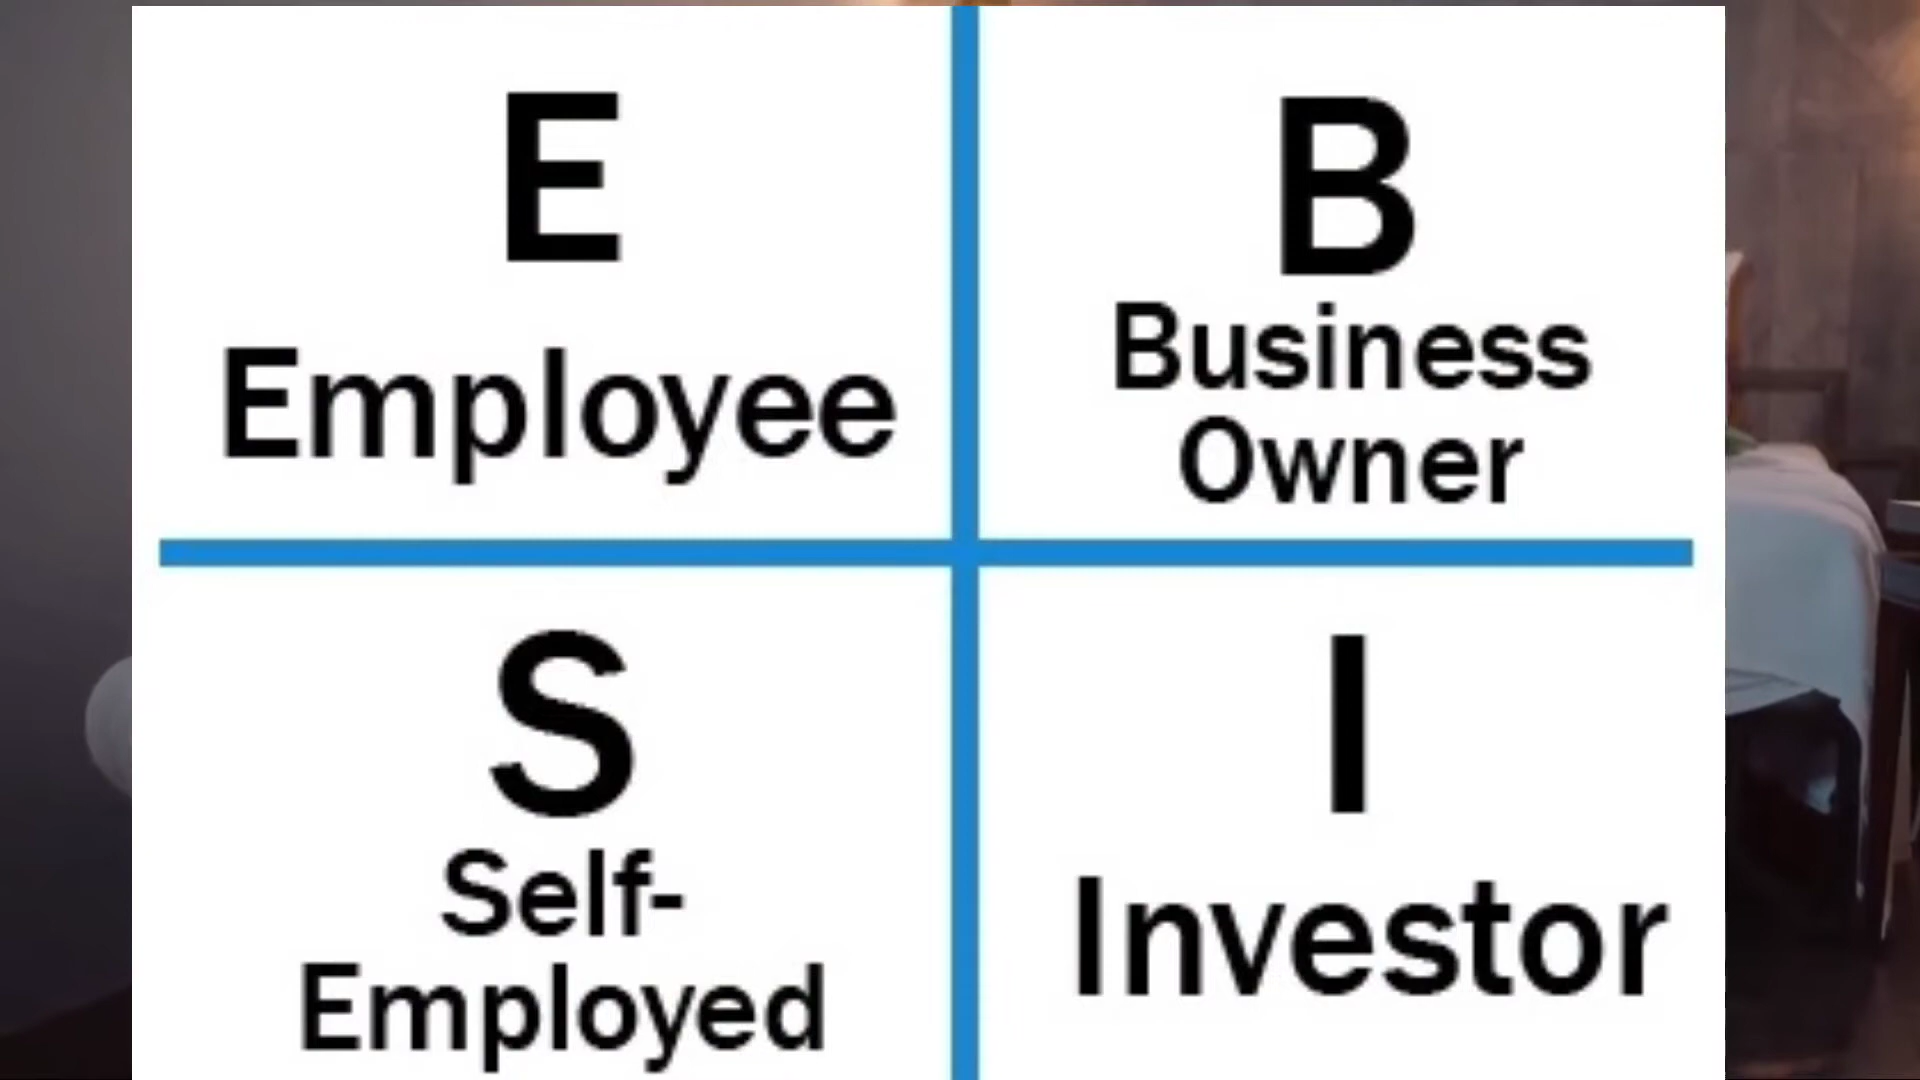 E
Employee
B
Business
Owner
S
Self-
Employed
I
Investor